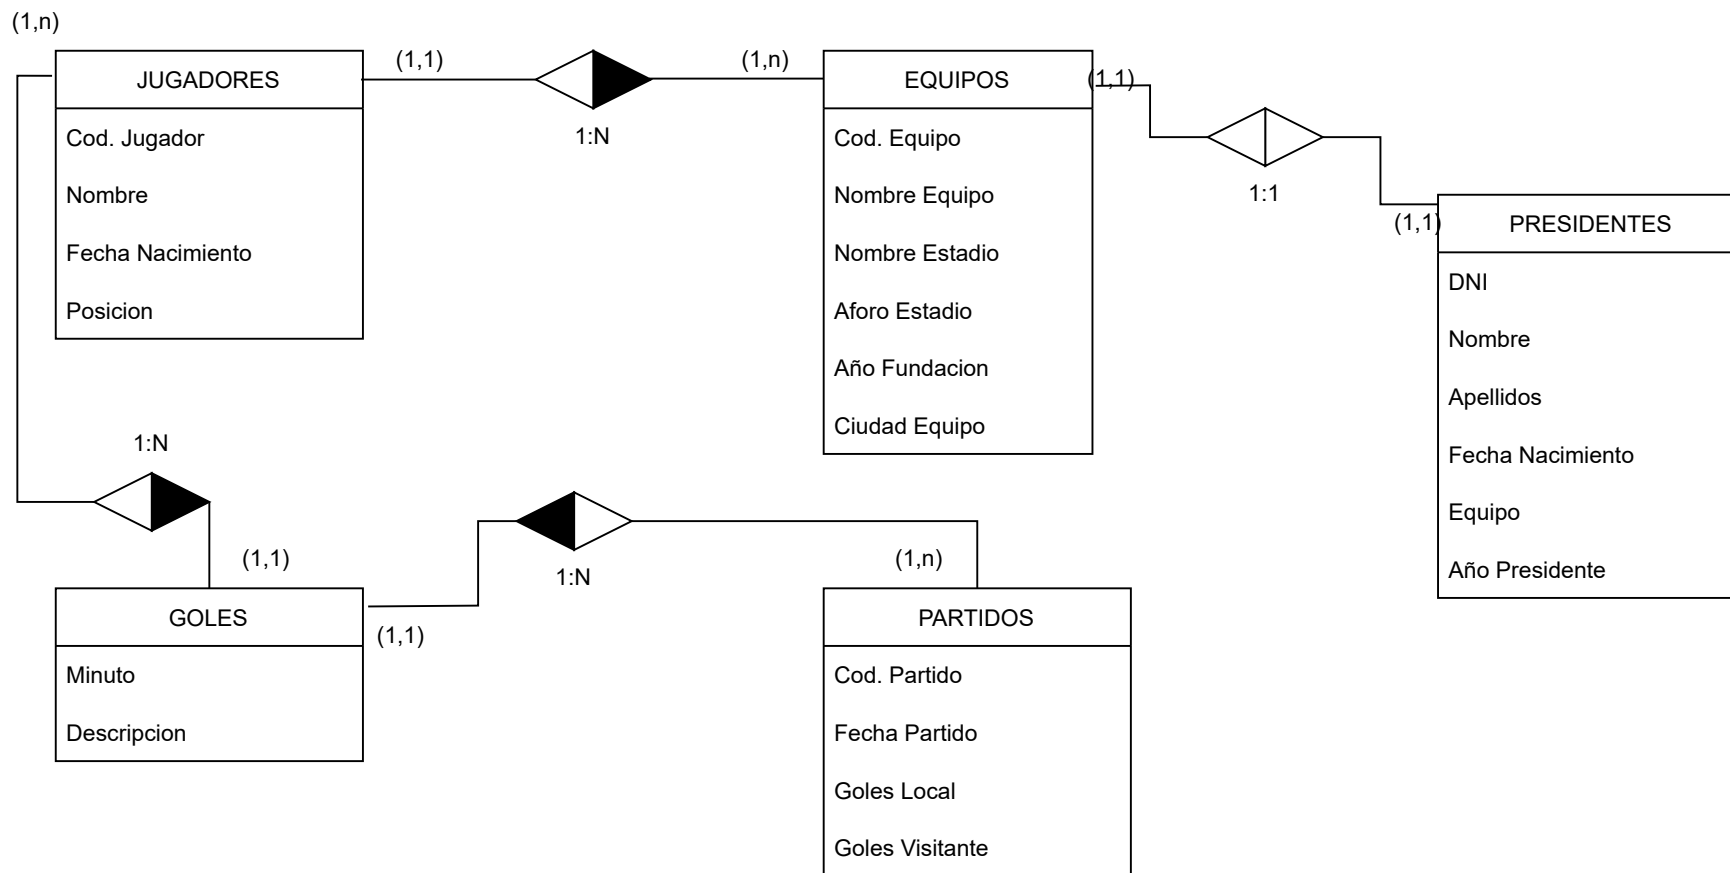 (1,n)
JUGADORES
Cod. Jugador
Nombre
Fecha Nacimiento
Posicion
(1,1)
1:N
(1,n)
EQUIPOS
Cod. Equipo
Nombre Equipo
Nombre Estadio
Aforo Estadio
Año Fundacion
Ciudad Equipo
(1,1)
1:1
(1,1)
PRESIDENTES
DNI
Nombre
Apellidos
Fecha Nacimiento
Equipo
Año Presidente
1:N
(1,1)
GOLES
Minuto
Descripcion
(1,1)
1:N
(1,n)
PARTIDOS
Cod. Partido
Fecha Partido
Goles Local
Goles Visitante